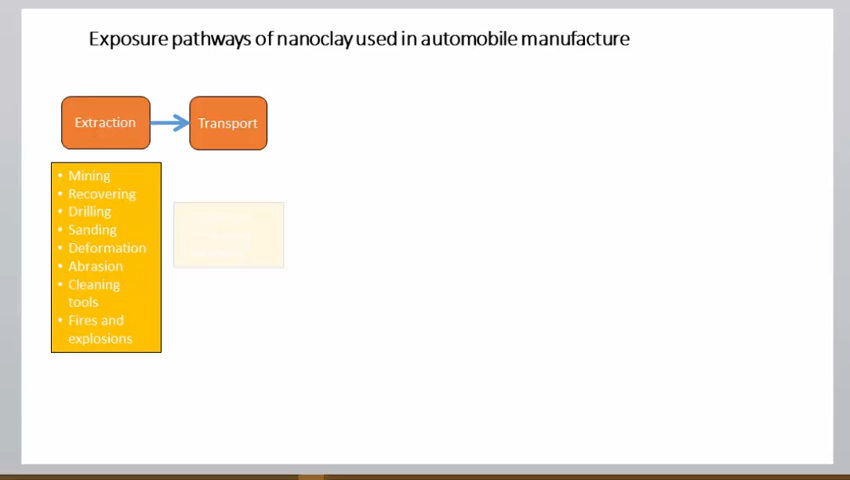 Exposure pathways of nanoclay used in automobile manufacture
Extraction
Transport
• Mining
• Recovering
• Drilling
• Sanding
• Deformation
• Abrasion
• Cleaning
tools
• Fires and
explosions